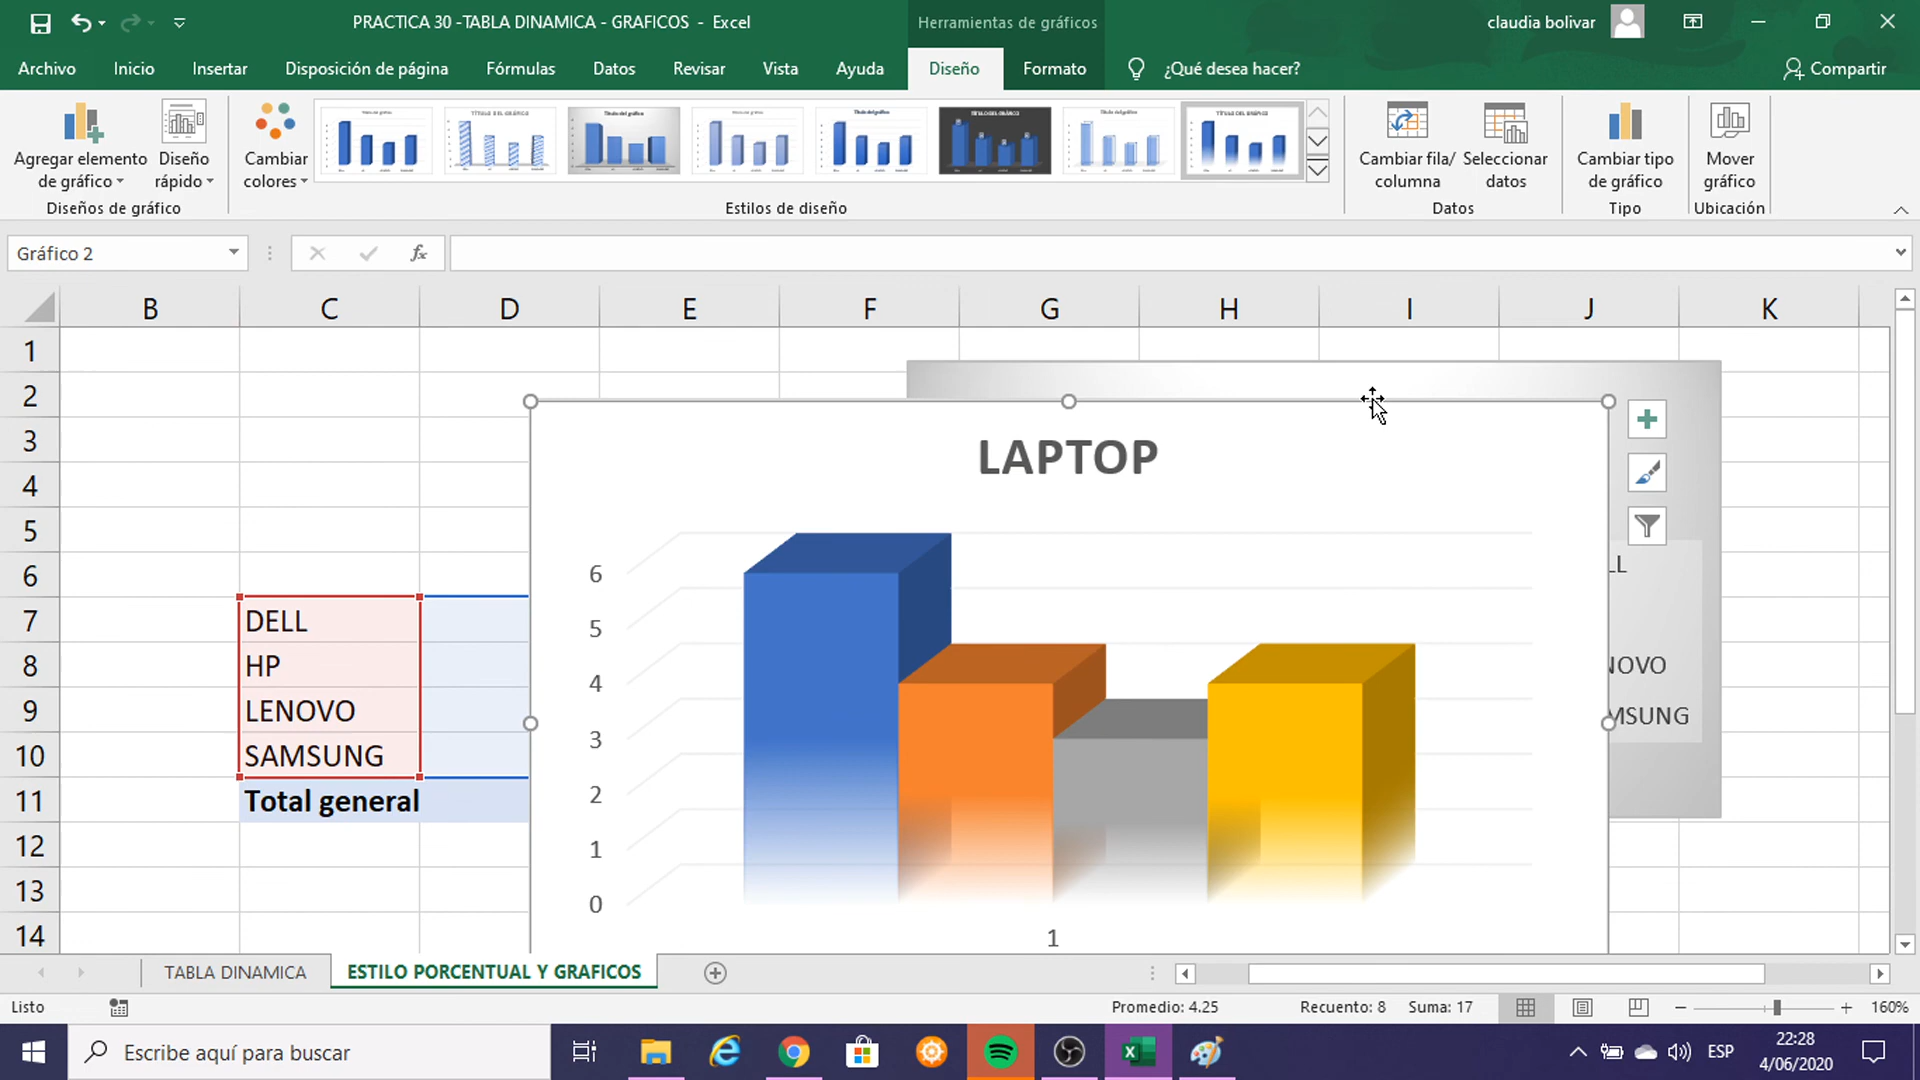 PRACTICA 30 -TABLA DINAMICA - GRAFICOS - Excel
Herramientas de gráficos
claudia bolivar
Archivo
Inicio
Insertar
Disposición de página
Fórmulas
Datos
Revisar
Vista
Ayuda
Diseño
Formato
¿Qué desea hacer?
Compartir
Agregar elemento
de gráfico
Diseño
rápido
Cambiar
colores
Cambiar fila/
columna
Seleccionar
datos
Cambiar tipo
de gráfico
Mover
gráfico
Diseños de gráfico
Estilos de diseño
Datos
Tipo
Ubicación
Gráfico 2
fx
B C D E F G H I J K
1
2
3
4
5
6
7
8
9
10
11
12
13
14
DELL
HP
LENOVO
SAMSUNG
Total general
LAPTOP
6
5
4
3
2
1
0
1
LL
NOVO
MSUNG
TABLA DINAMICA
ESTILO PORCENTUAL Y GRAFICOS
Listo
Promedio: 4.25
Recuento: 8
Suma: 17
160%
Escribe aquí para buscar
ESP
22:28
4/06/2020